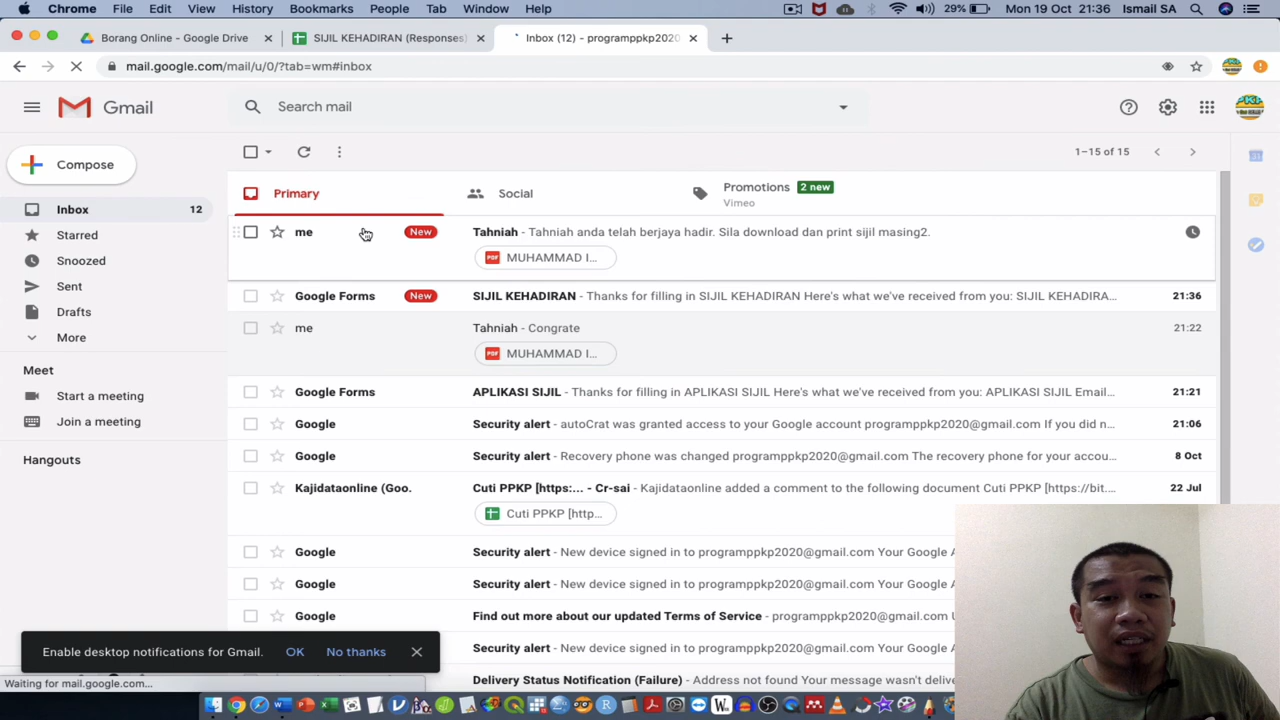 Chrome File Edit View History Bookmarks People Tab Window Help 29% Mon 19 Oct 21:36 Ismail SA
Borang Online - Google Drive SIJIL KEHADIRAN (Responses) Inbox (12) - programppkp2020
mail.google.com/mail/u/0/?tab=wm#inbox
Gmail
Search mail
Compose
1–15 of 15
Inbox 12
Starred
Snoozed
Sent
Drafts
More
Meet
Start a meeting
Join a meeting
Hangouts
Primary
Social
Promotions 2 new
Vimeo
me New Tahniah - Tahniah anda telah berjaya hadir. Sila download dan print sijil masing2.
PDF MUHAMMAD I...
Google Forms New SIJIL KEHADIRAN - Thanks for filling in SIJIL KEHADIRAN Here's what we've received from you: SIJIL KEHADIRA... 21:36
me Tahniah - Congrate 21:22
PDF MUHAMMAD I...
Google Forms APLIKASI SIJIL - Thanks for filling in APLIKASI SIJIL Here's what we've received from you: APLIKASI SIJIL Email... 21:21
Google Security alert - autoCrat was granted access to your Google account programppkp2020@gmail.com If you did n... 21:06
Google Security alert - Recovery phone was changed programppkp2020@gmail.com The recovery phone for your accou... 8 Oct
Kajidataonline (Goo. Cuti PPKP [https:... - Cr-sai - Kajidataonline added a comment to the following document Cuti PPKP [https://bit. 22 Jul
Cuti PPKP [http...
Google Security alert - New device signed in to programppkp2020@gmail.com Your Google A
Google Security alert - New device signed in to programppkp2020@gmail.com Your Google A
Google Find out more about our updated Terms of Service - programppkp2020@gmail.com
Security alert - New device signed in to programppkp2020@gmail.com Your Google A
Delivery Status Notification (Failure) - Address not found Your message wasn't delive
Enable desktop notifications for Gmail. OK No thanks
Waiting for mail.google.com...